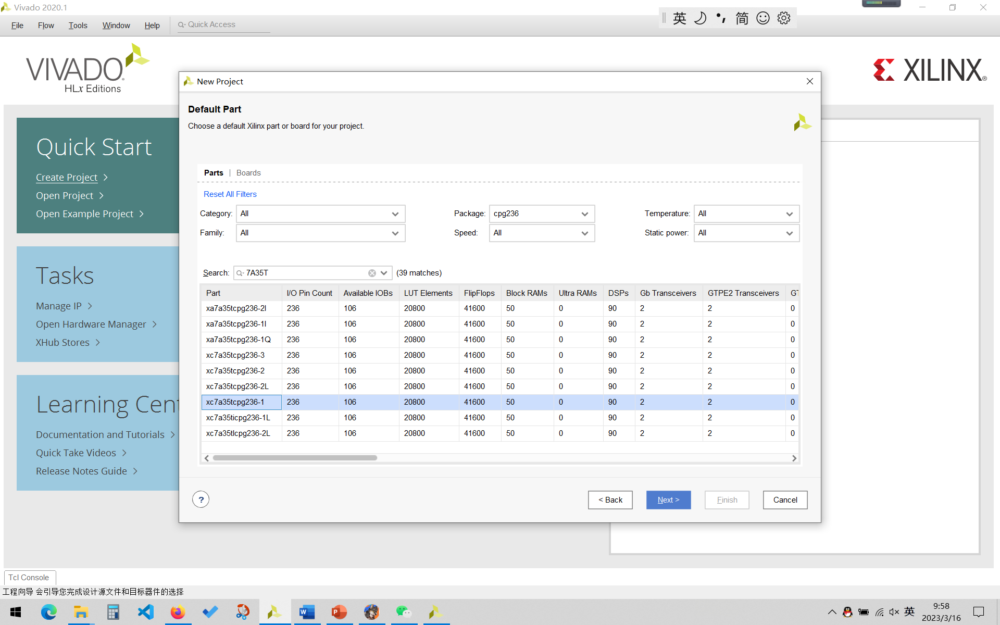 Vivado 2020.1
File Flow Tools Window Help Quick Access
英 简
VIVADO
HLx Editions
XILINX®
New Project
Default Part
Choose a default Xilinx part or board for your project.
Quick Start
Create Project
Open Project
Open Example Project
Tasks
Manage IP
Open Hardware Manager
XHub Stores
Learning Cent
Documentation and Tutorials
Quick Take Videos
Release Notes Guide
Parts | Boards
Reset All Filters
Category: All Package: cpg236 Temperature: All
Family: All Speed: All Static power: All
Search: 7A35T (39 matches)
Part I/O Pin Count Available IOBs LUT Elements FlipFlops Block RAMs Ultra RAMs DSPs Gb Transceivers GTPE2 Transceivers GT
xa7a35tcpg236-2I 236 106 20800 41600 50 0 90 2 2 0
xa7a35tcpg236-1I 236 106 20800 41600 50 0 90 2 2 0
xa7a35tcpg236-1Q 236 106 20800 41600 50 0 90 2 2 0
xc7a35tcpg236-3 236 106 20800 41600 50 0 90 2 2 0
xc7a35tcpg236-2 236 106 20800 41600 50 0 90 2 2 0
xc7a35tcpg236-2L 236 106 20800 41600 50 0 90 2 2 0
xc7a35tcpg236-1 236 106 20800 41600 50 0 90 2 2 0
xc7a35ticpg236-1L 236 106 20800 41600 50 0 90 2 2 0
xc7a35tlcpg236-2L 236 106 20800 41600 50 0 90 2 2 0
? < Back Next > Finish Cancel
Tcl Console
工程向导 会引导您完成设计源文件和目标器件的选择
英
9:58
2023/3/16